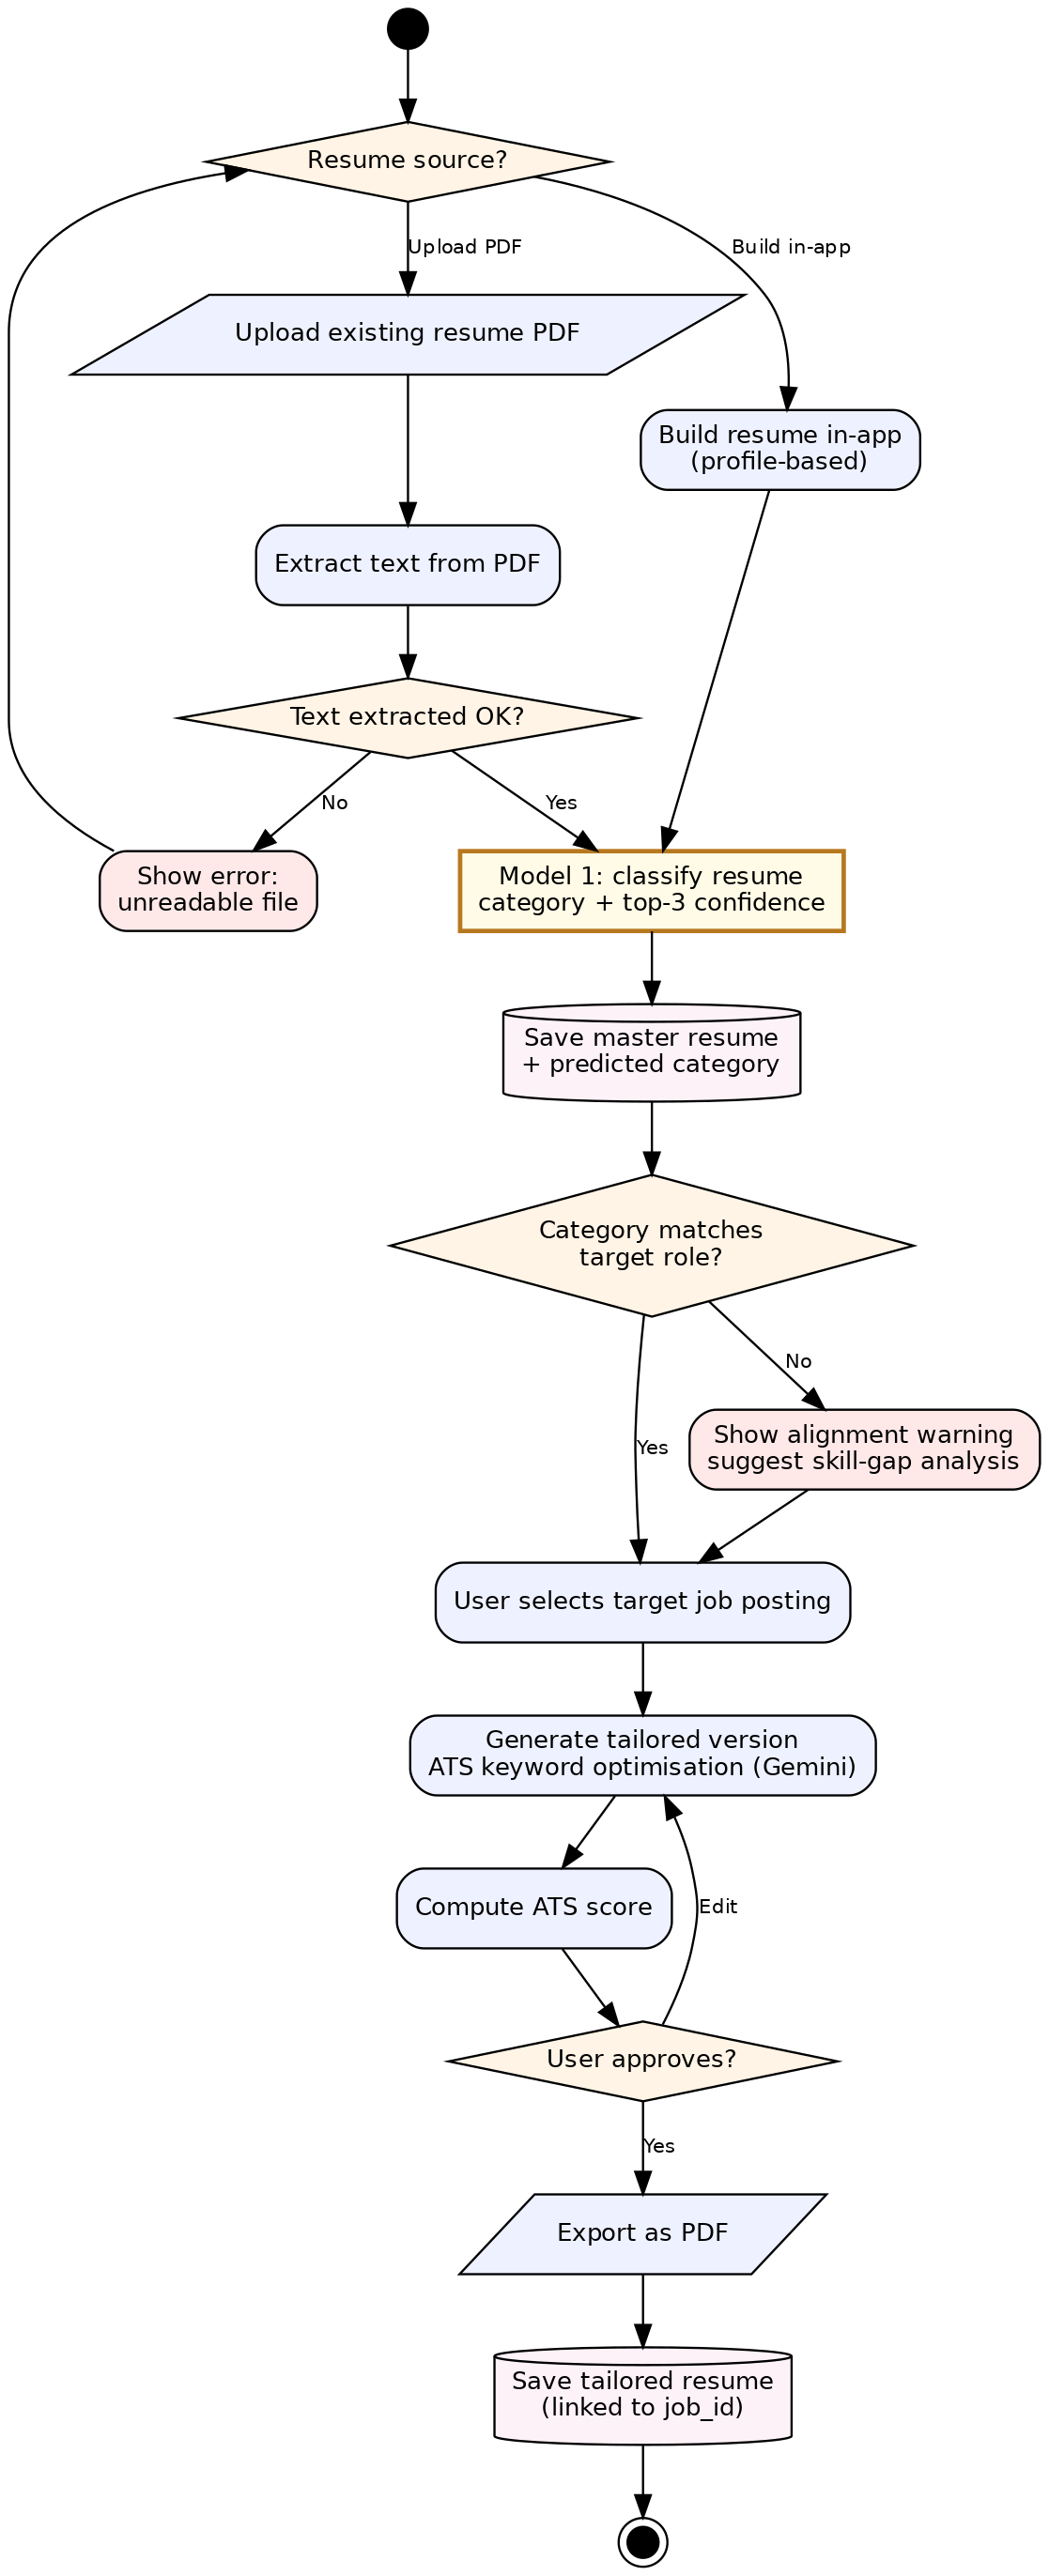 Resume source?
Upload PDF
Build in-app
Upload existing resume PDF
Build resume in-app
(profile-based)
Extract text from PDF
Text extracted OK?
No
Yes
Show error:
unreadable file
Model 1: classify resume
category + top-3 confidence
Save master resume
+ predicted category
Category matches
target role?
No
Yes
Show alignment warning
suggest skill-gap analysis
User selects target job posting
Generate tailored version
ATS keyword optimisation (Gemini)
Compute ATS score
Edit
User approves?
Yes
Export as PDF
Save tailored resume
(linked to job_id)